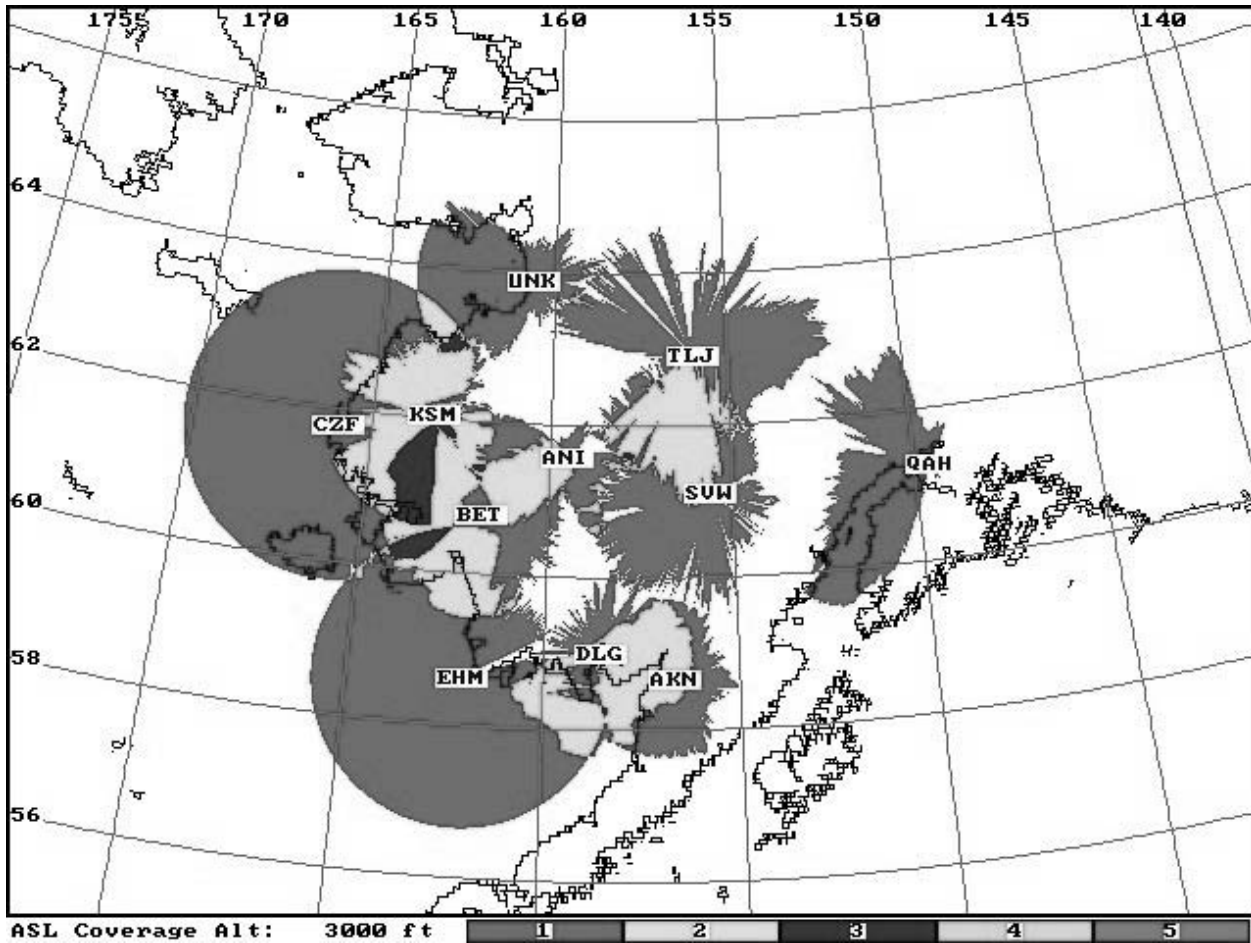 175 170 165 160 155 150 145 140
64
UNK
62
TLJ
CZF KSM
ANI QAH
60
SVW
BET
58
DLG
EHM AKN
56
ASL Coverage Alt: 3000 ft 1 2 3 4 5